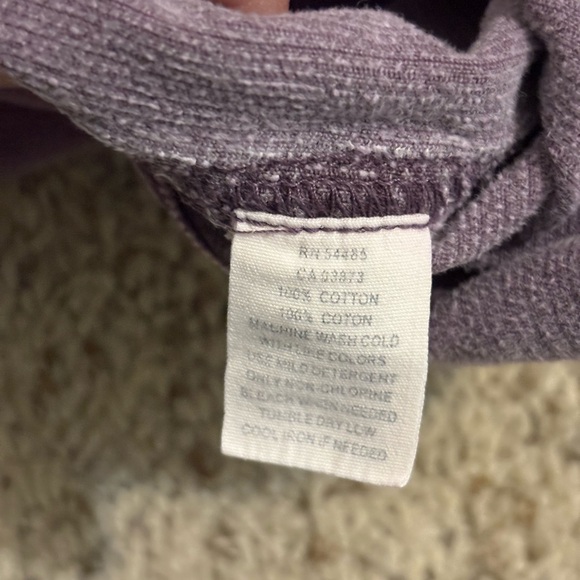 RN 54485
CA 03873
100% COTTON
100% COTON
MACHINE WASH COLD
WITH LIKE COLORS
USE MILD DETERGENT
ONLY NON-CHLORINE
BLEACH WHEN NEEDED
TUMBLE DRY LOW
COOL IRON IF NEEDED